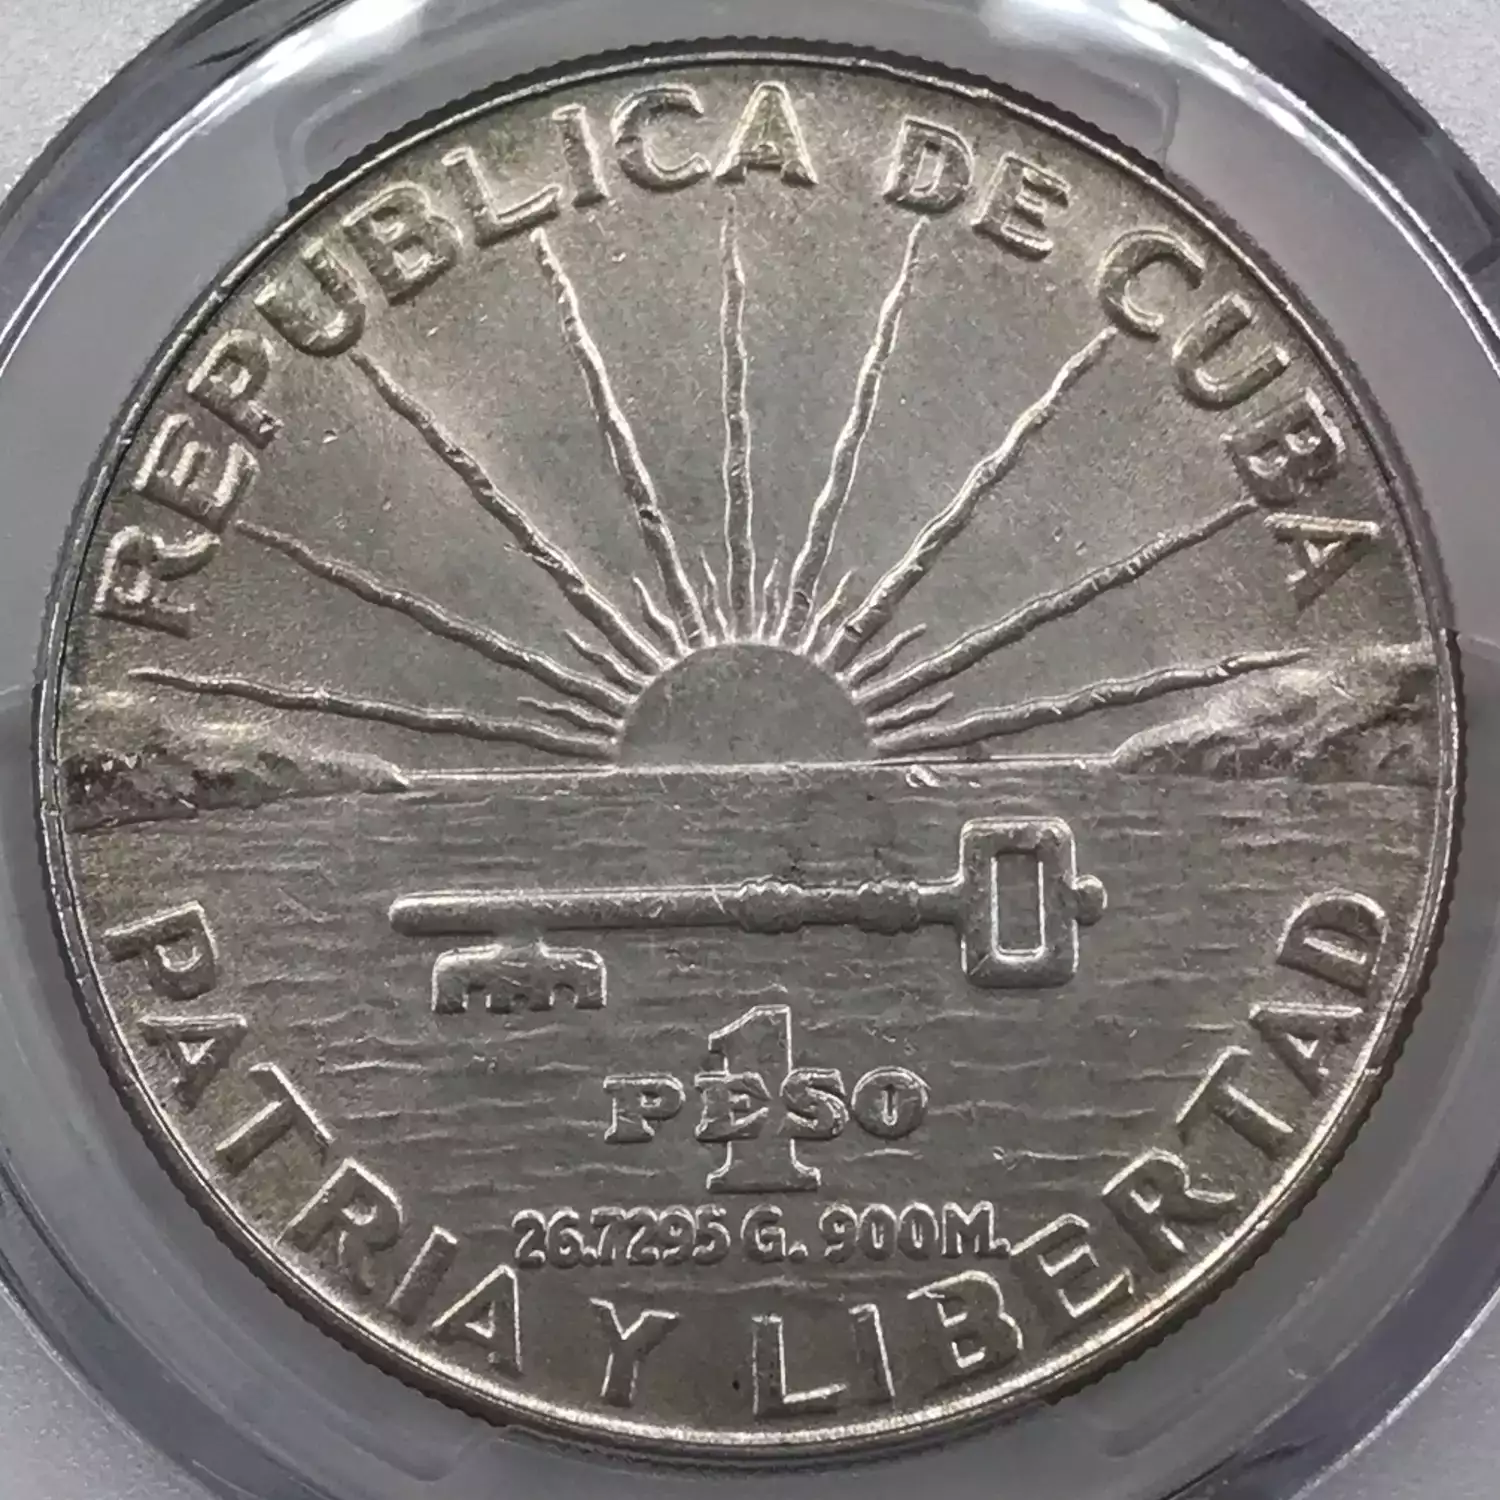 REPUBLICA DE CUBA
1
PESO
26.7295 G. 900 M.
PATRIA Y LIBERTAD